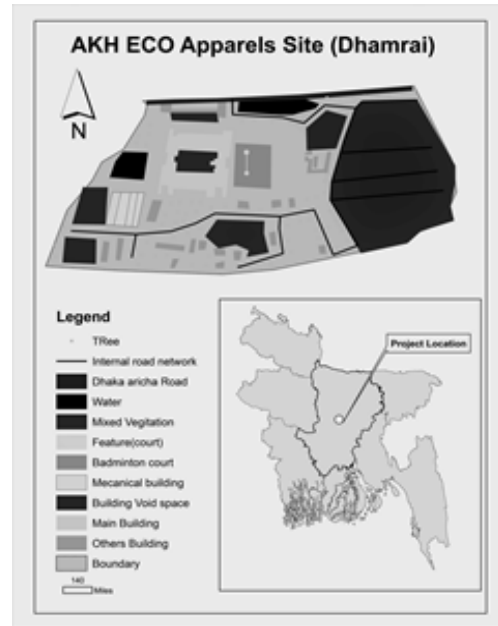 AKH ECO Apparels Site (Dhamrai)
N
Legend
TRee
Internal road network
Dhaka aricha Road
Water
Mixed Vegitation
Feature(court)
Badminton court
Mecanical building
Building Void space
Main Building
Others Building
Boundary
140
Miles
Project Location